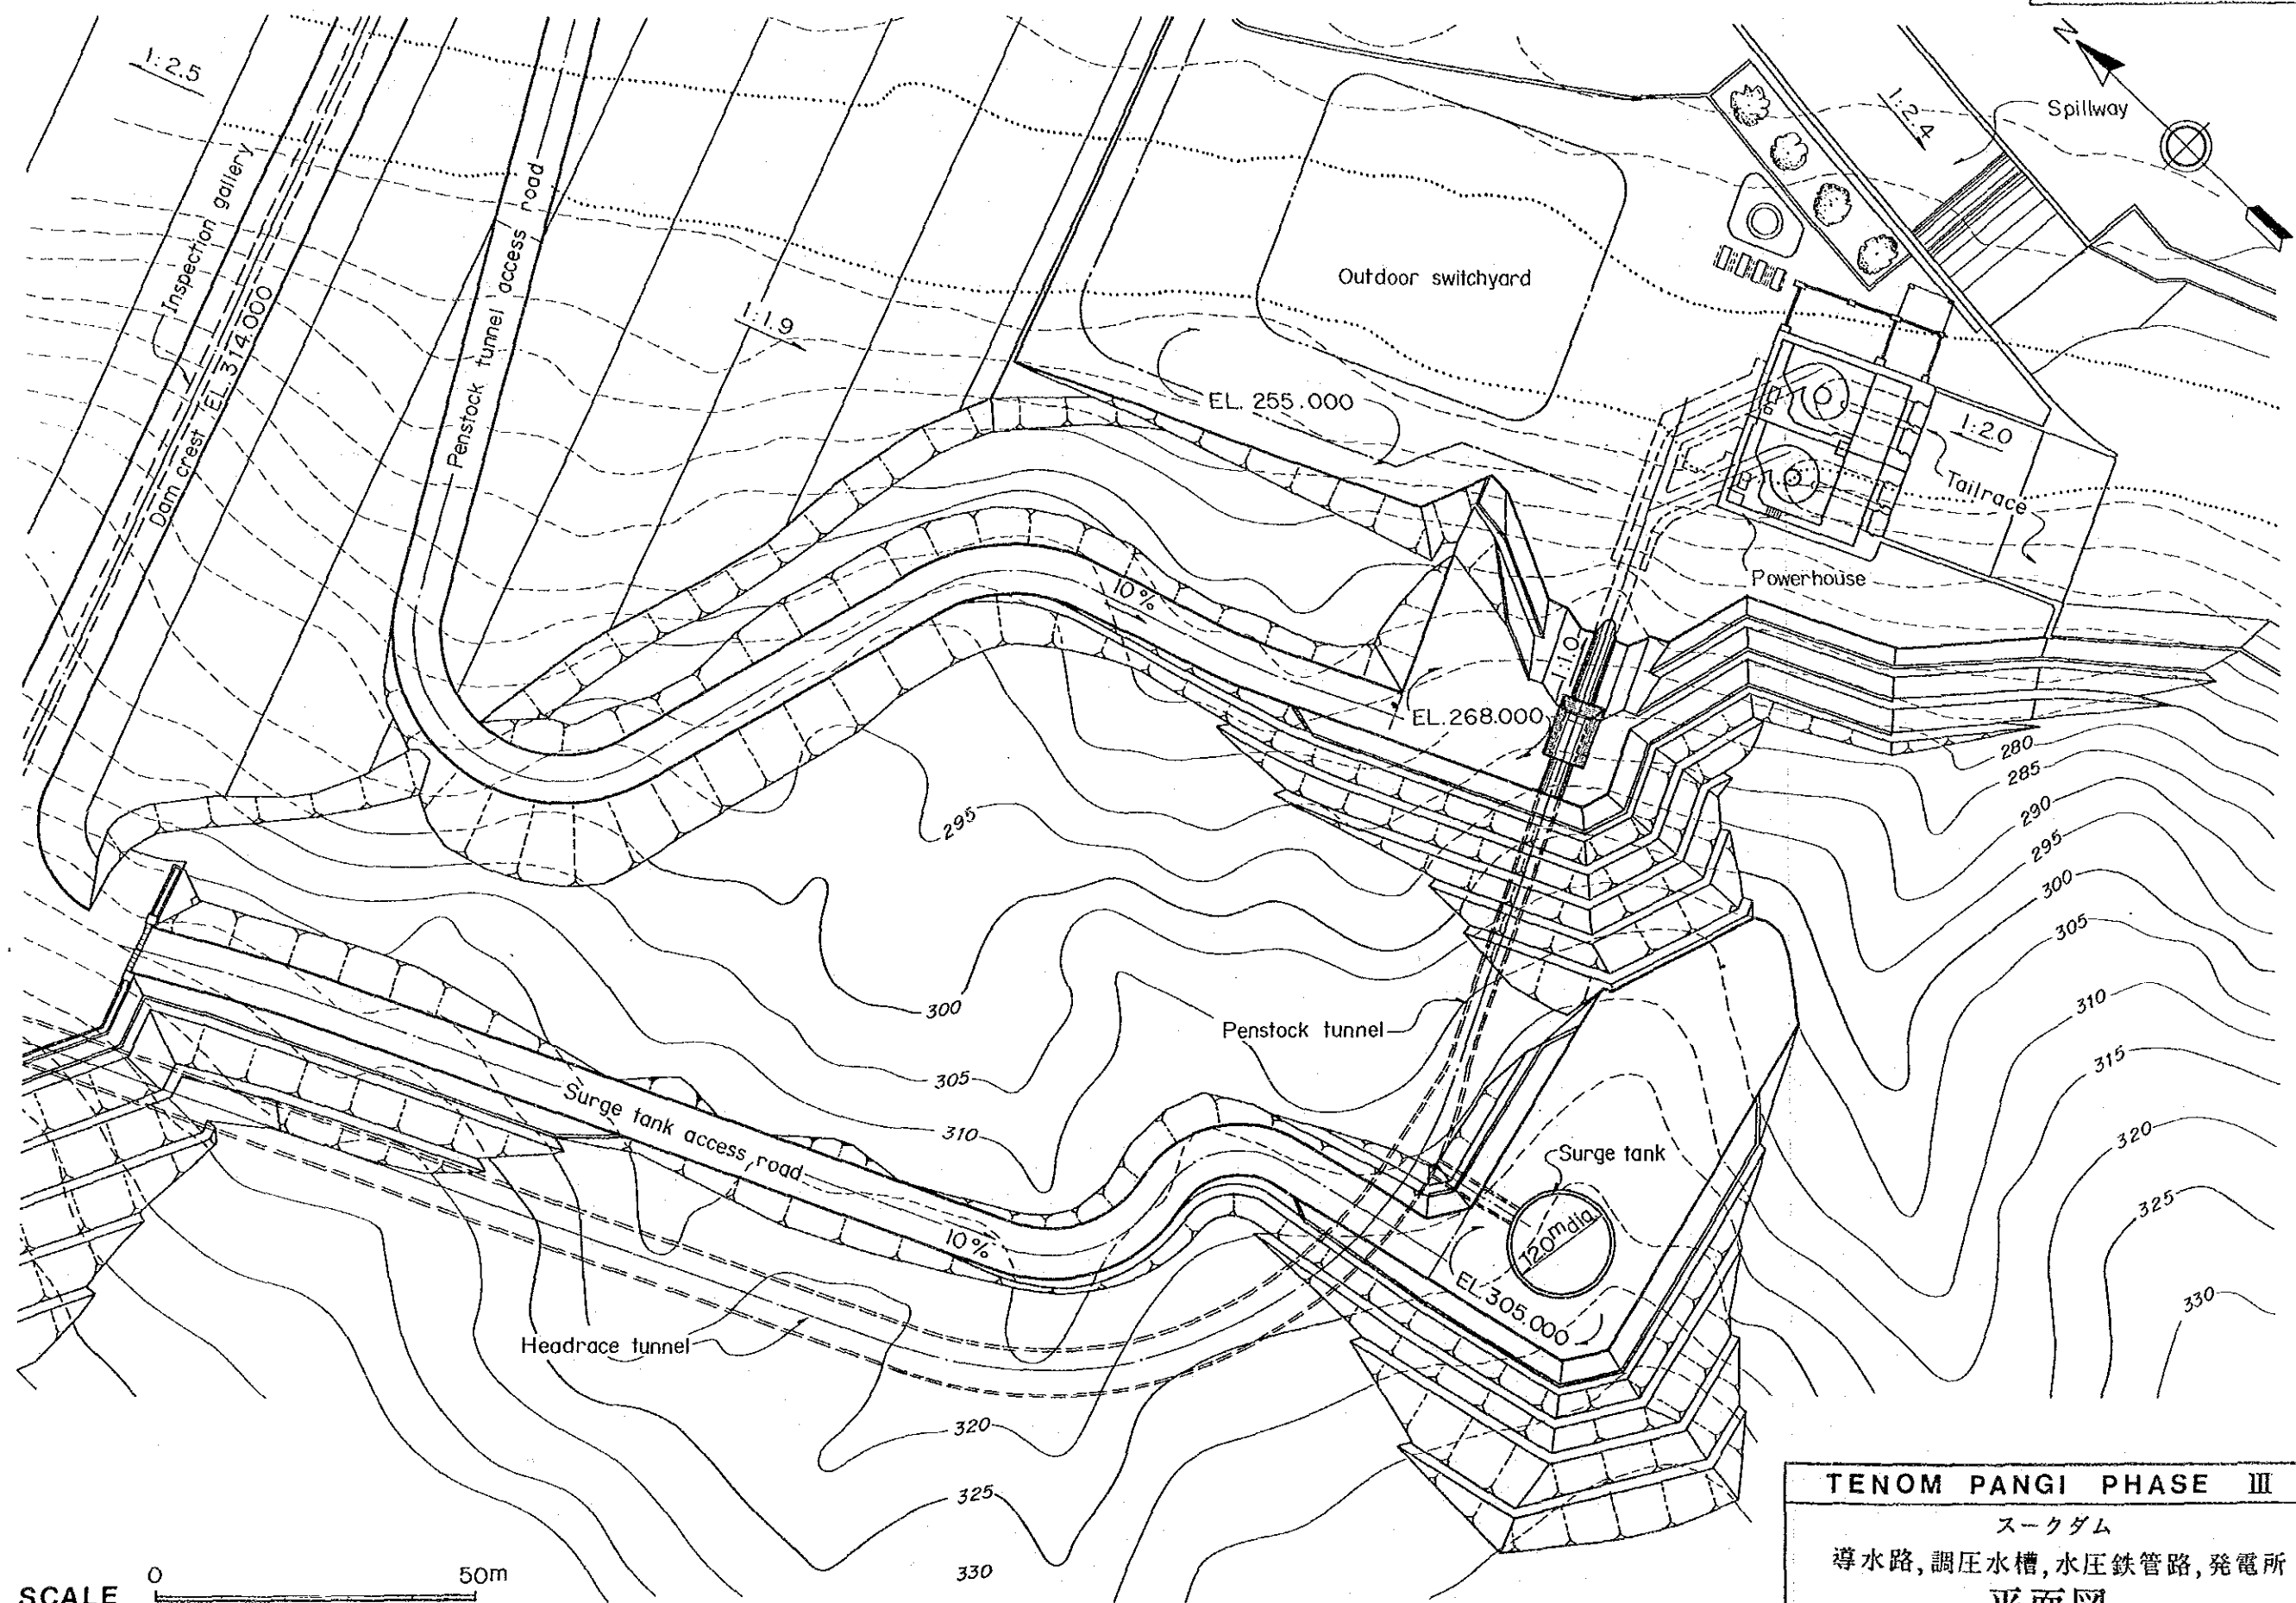 1:2.5
Inspection gallery
Dam crest EL. 314.000
Penstock tunnel access road
1:1.9
Outdoor switchyard
EL. 255.000
N
1:2.4
Spillway
1:2.0
Tailrace
Powerhouse
10%
1:1.0
EL.268.000
280
285
290
295
300
305
310
315
320
325
330
295
300
305
310
Penstock tunnel
Surge tank access road
10%
Surge tank
EL.305.000
Headrace tunnel
320
325
330
SCALE 0 50m
TENOM PANGI PHASE III
スークダム
導水路,調圧水槽,水圧鉄管路,発電所
平面図